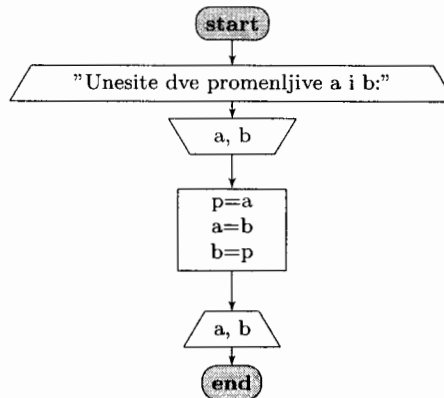 start
"Unesite dve promenljive a i b:"
a, b
p=a
a=b
b=p
a, b
end